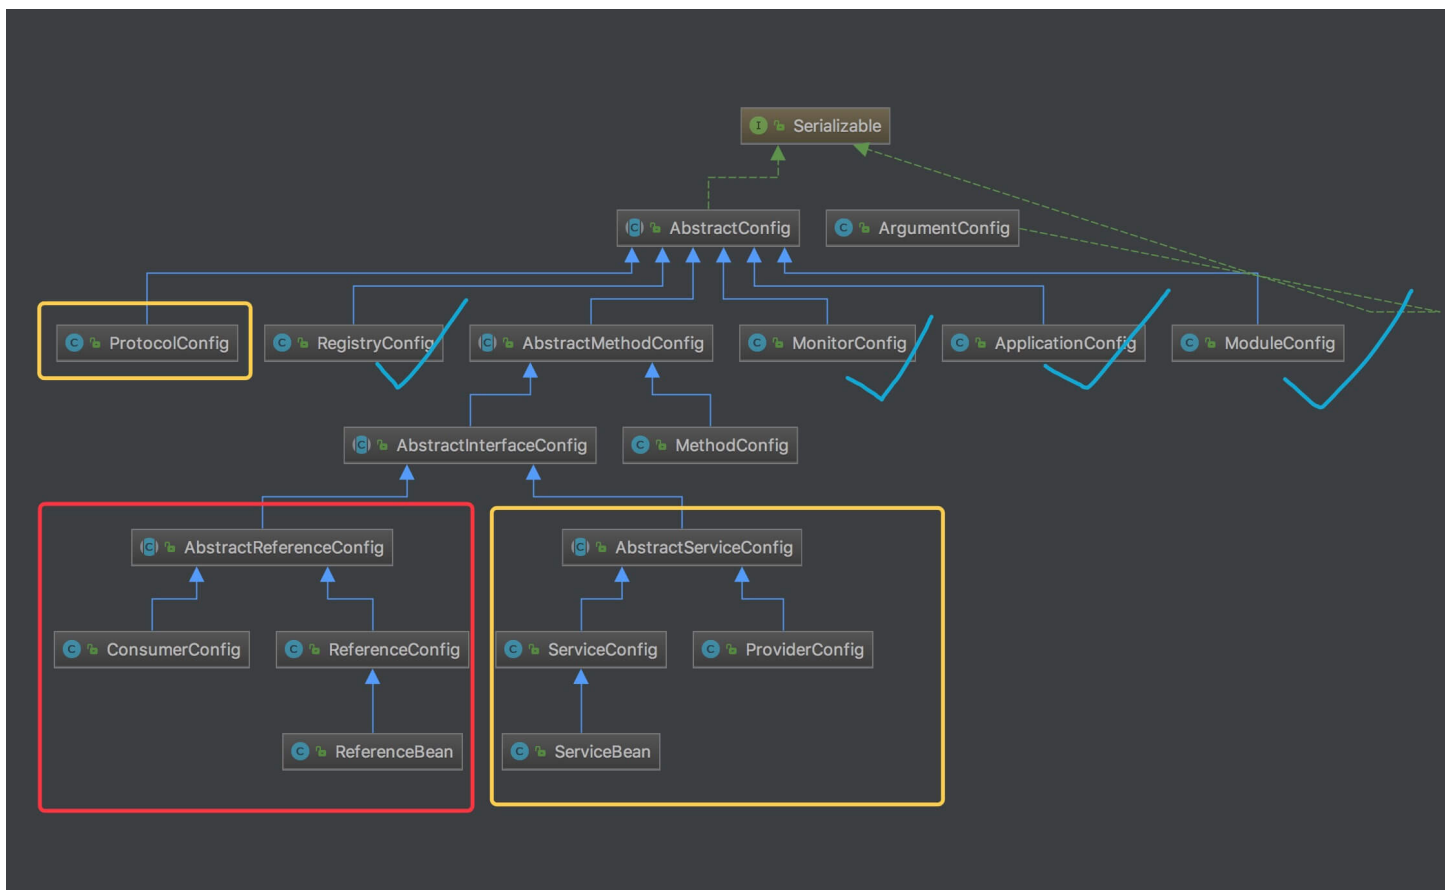 Serializable
AbstractConfig
ArgumentConfig
ProtocolConfig
RegistryConfig
AbstractMethodConfig
MonitorConfig
ApplicationConfig
ModuleConfig
AbstractInterfaceConfig
MethodConfig
AbstractReferenceConfig
AbstractServiceConfig
ConsumerConfig
ReferenceConfig
ServiceConfig
ProviderConfig
ReferenceBean
ServiceBean